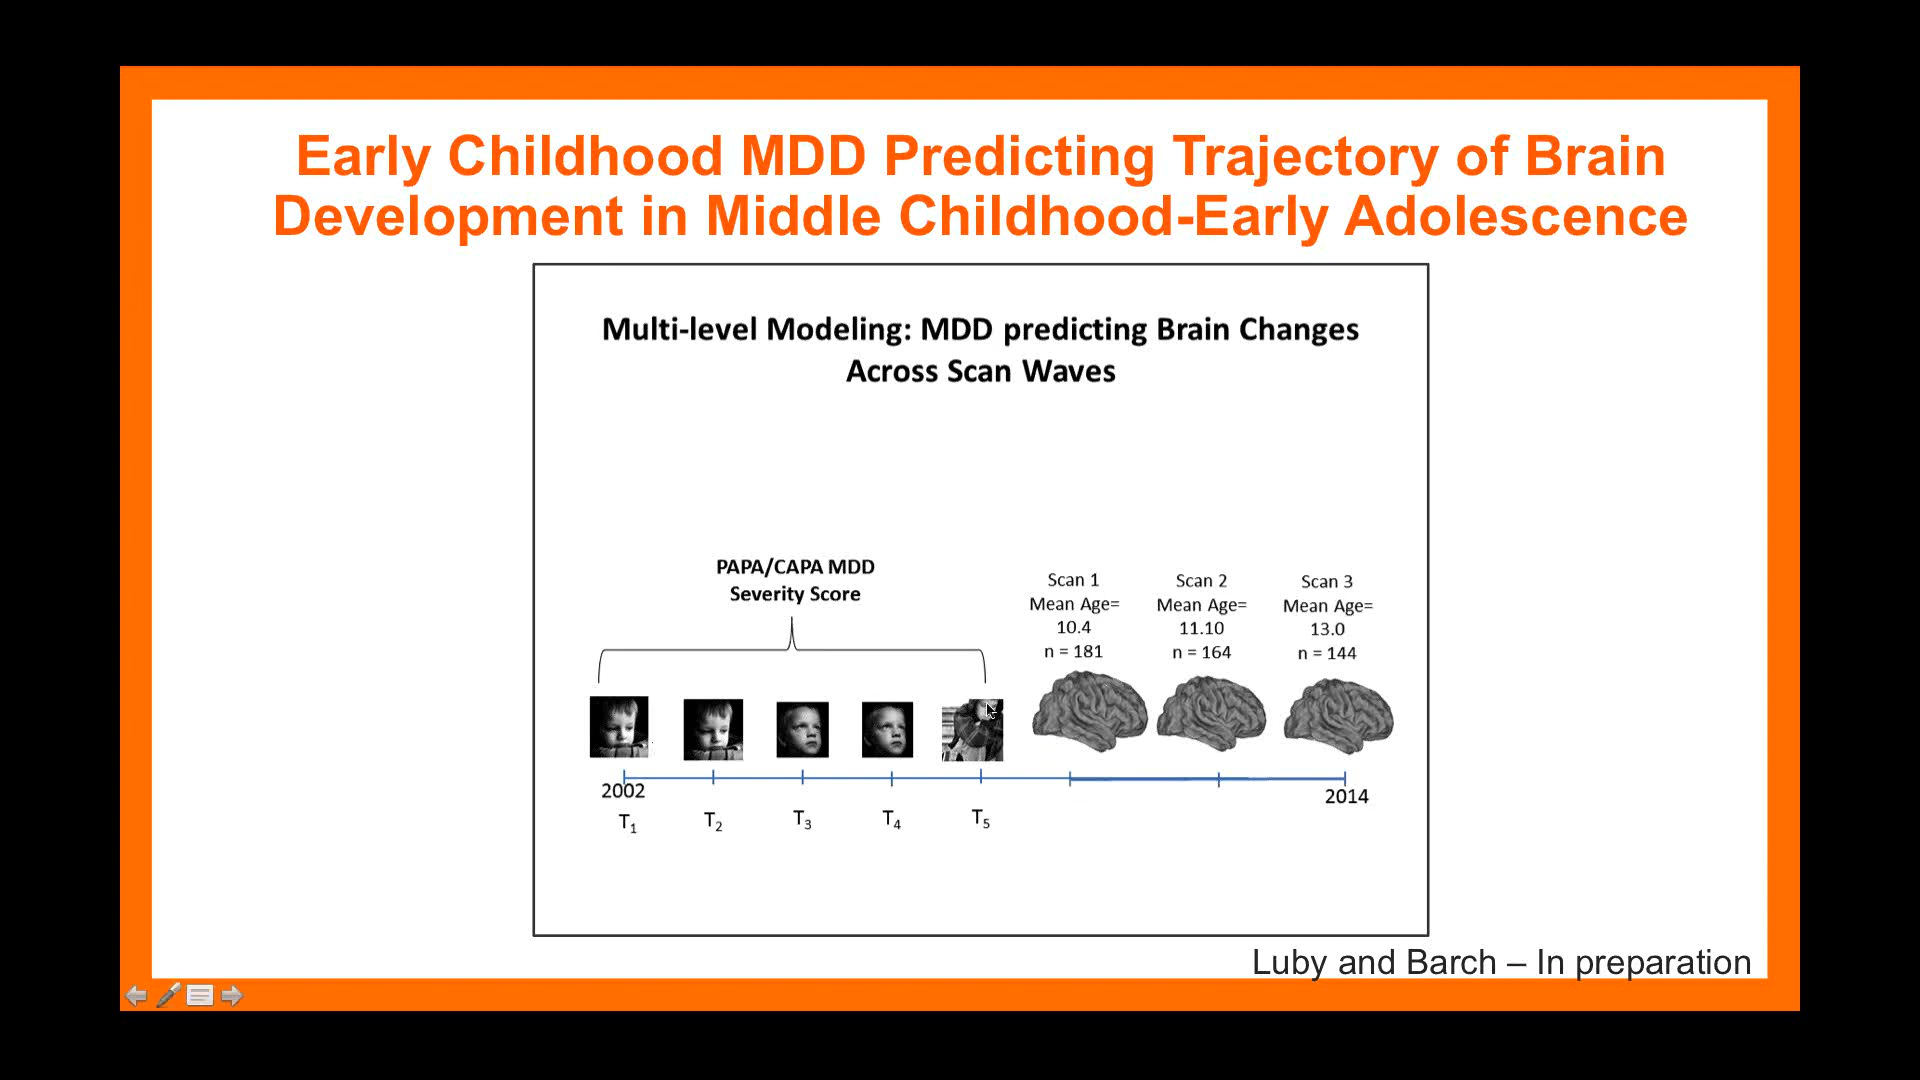 Early Childhood MDD Predicting Trajectory of Brain
Development in Middle Childhood-Early Adolescence
Multi-level Modeling: MDD predicting Brain Changes
Across Scan Waves
PAPA/CAPA MDD
Severity Score
Scan 1
Mean Age=
10.4
n = 181
Scan 2
Mean Age=
11.10
n = 164
Scan 3
Mean Age=
13.0
n = 144
2002
2014
T1
T2
T3
T4
T5
Luby and Barch – In preparation